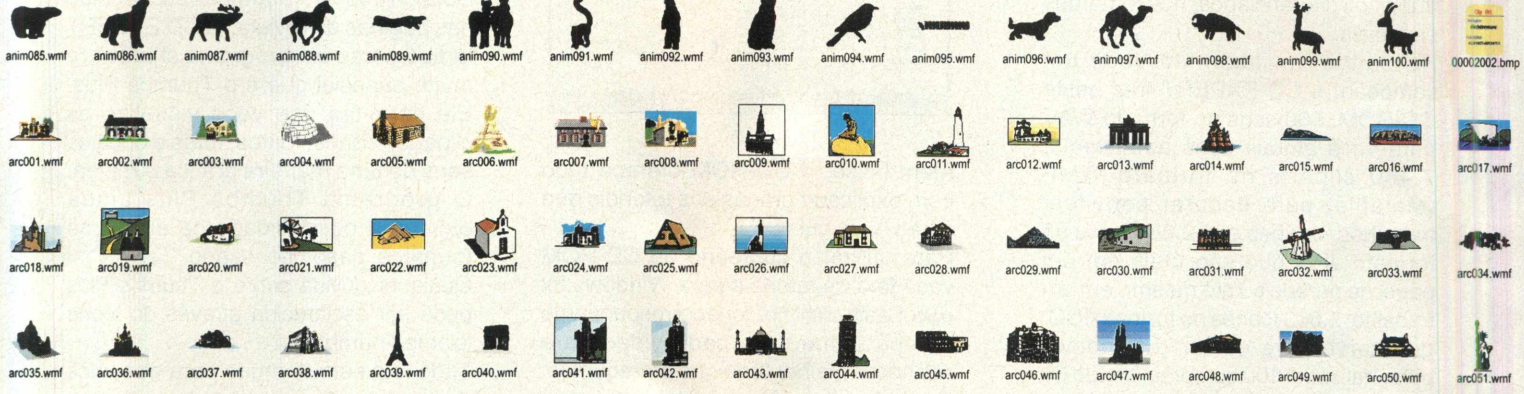 anim085.wmf anim086.wmf anim087.wmf anim088.wmf anim089.wmf anim090.wmf anim091.wmf anim092.wmf anim093.wmf anim094.wmf anim095.wmf anim096.wmf anim097.wmf anim098.wmf anim099.wmf anim100.wmf 00002002.bmp
arc001.wmf arc002.wmf arc003.wmf arc004.wmf arc005.wmf arc006.wmf arc007.wmf arc008.wmf arc009.wmf arc010.wmf arc011.wmf arc012.wmf arc013.wmf arc014.wmf arc015.wmf arc016.wmf arc017.wmf
arc018.wmf arc019.wmf arc020.wmf arc021.wmf arc022.wmf arc023.wmf arc024.wmf arc025.wmf arc026.wmf arc027.wmf arc028.wmf arc029.wmf arc030.wmf arc031.wmf arc032.wmf arc033.wmf arc034.wmf
arc035.wmf arc036.wmf arc037.wmf arc038.wmf arc039.wmf arc040.wmf arc041.wmf arc042.wmf arc043.wmf arc044.wmf arc045.wmf arc046.wmf arc047.wmf arc048.wmf arc049.wmf arc050.wmf arc051.wmf